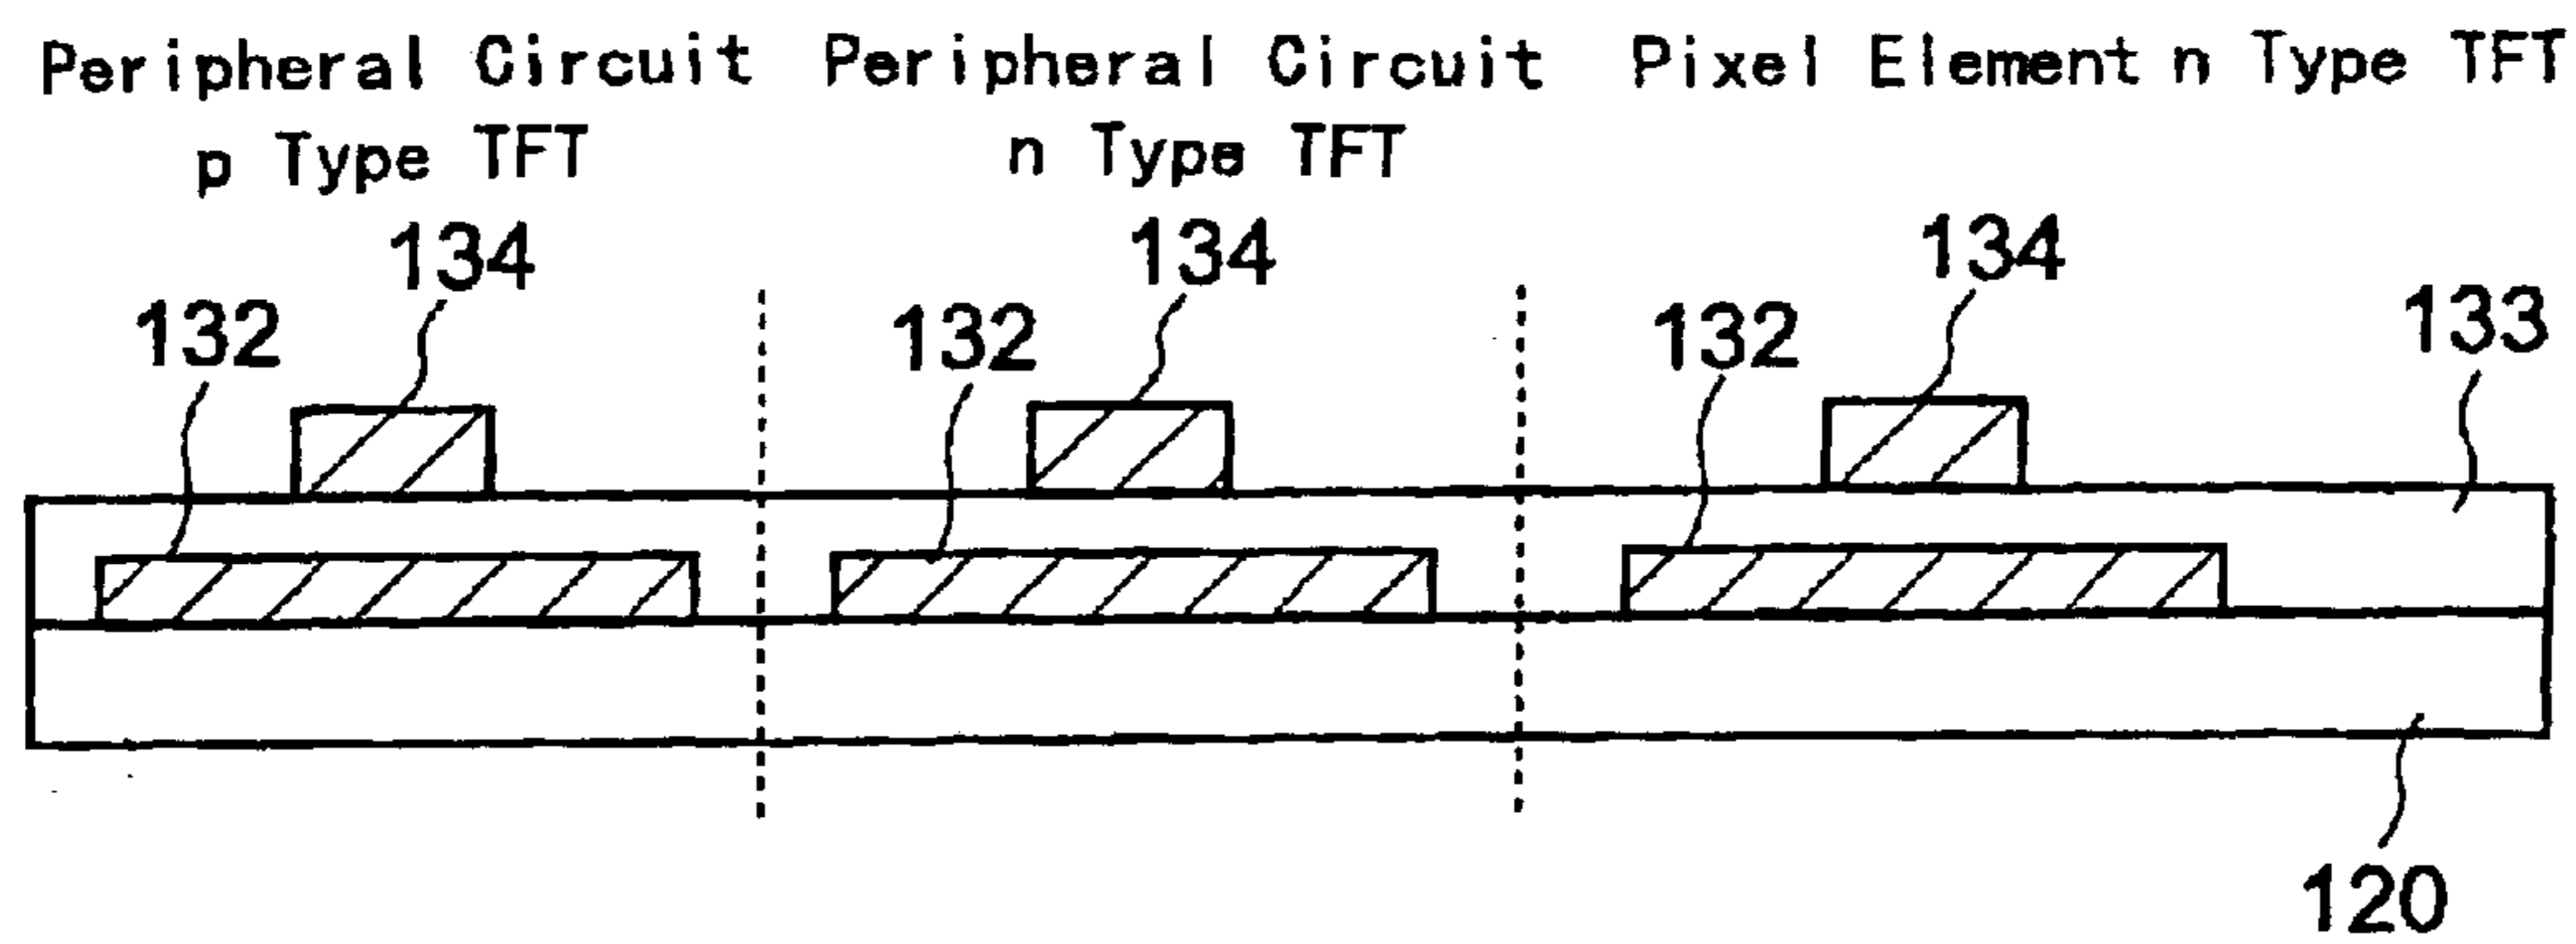 Peripheral Circuit Peripheral Circuit Pixel Element n Type TFT
p Type TFT n Type TFT
134 134 134
132 132 132 133
120